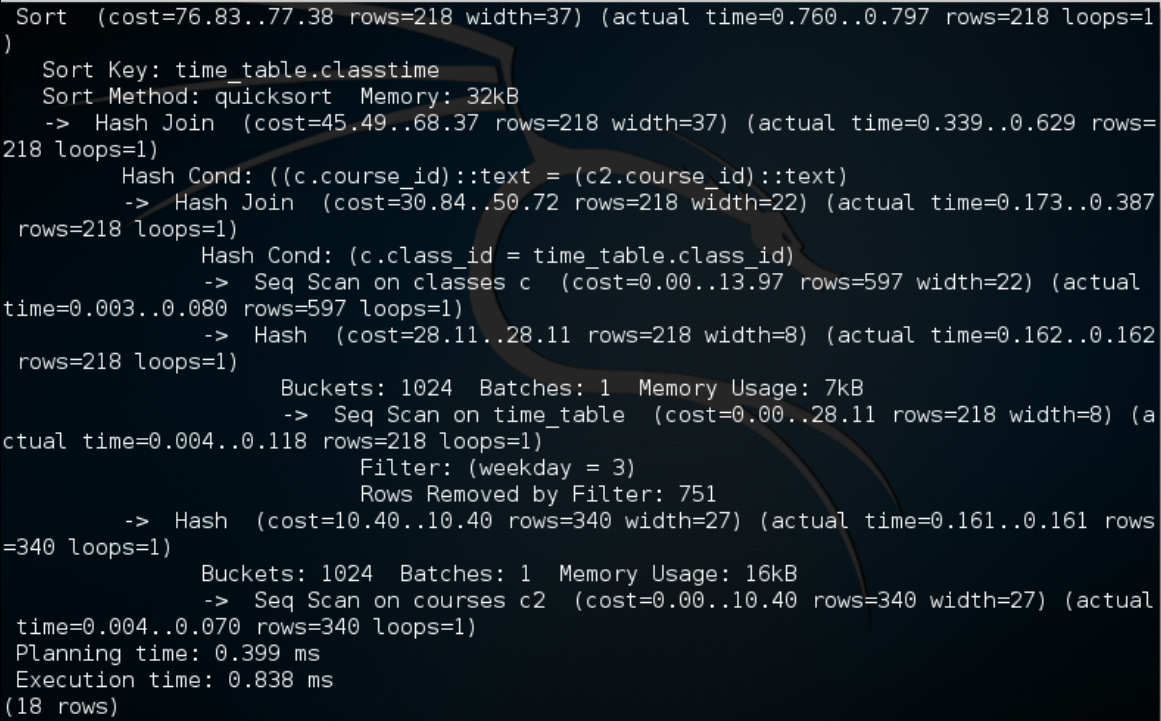 Sort  (cost=76.83..77.38 rows=218 width=37) (actual time=0.760..0.797 rows=218 loops=1
)
   Sort Key: time_table.classtime
   Sort Method: quicksort  Memory: 32kB
   ->  Hash Join  (cost=45.49..68.37 rows=218 width=37) (actual time=0.339..0.629 rows=
218 loops=1)
         Hash Cond: ((c.course_id)::text = (c2.course_id)::text)
         ->  Hash Join  (cost=30.84..50.72 rows=218 width=22) (actual time=0.173..0.387
 rows=218 loops=1)
               Hash Cond: (c.class_id = time_table.class_id)
               ->  Seq Scan on classes c  (cost=0.00..13.97 rows=597 width=22) (actual
time=0.003..0.080 rows=597 loops=1)
               ->  Hash  (cost=28.11..28.11 rows=218 width=8) (actual time=0.162..0.162
 rows=218 loops=1)
                     Buckets: 1024  Batches: 1  Memory Usage: 7kB
                     ->  Seq Scan on time_table  (cost=0.00..28.11 rows=218 width=8) (a
ctual time=0.004..0.118 rows=218 loops=1)
                           Filter: (weekday = 3)
                           Rows Removed by Filter: 751
         ->  Hash  (cost=10.40..10.40 rows=340 width=27) (actual time=0.161..0.161 rows
=340 loops=1)
               Buckets: 1024  Batches: 1  Memory Usage: 16kB
               ->  Seq Scan on courses c2  (cost=0.00..10.40 rows=340 width=27) (actual
 time=0.004..0.070 rows=340 loops=1)
 Planning time: 0.399 ms
 Execution time: 0.838 ms
(18 rows)